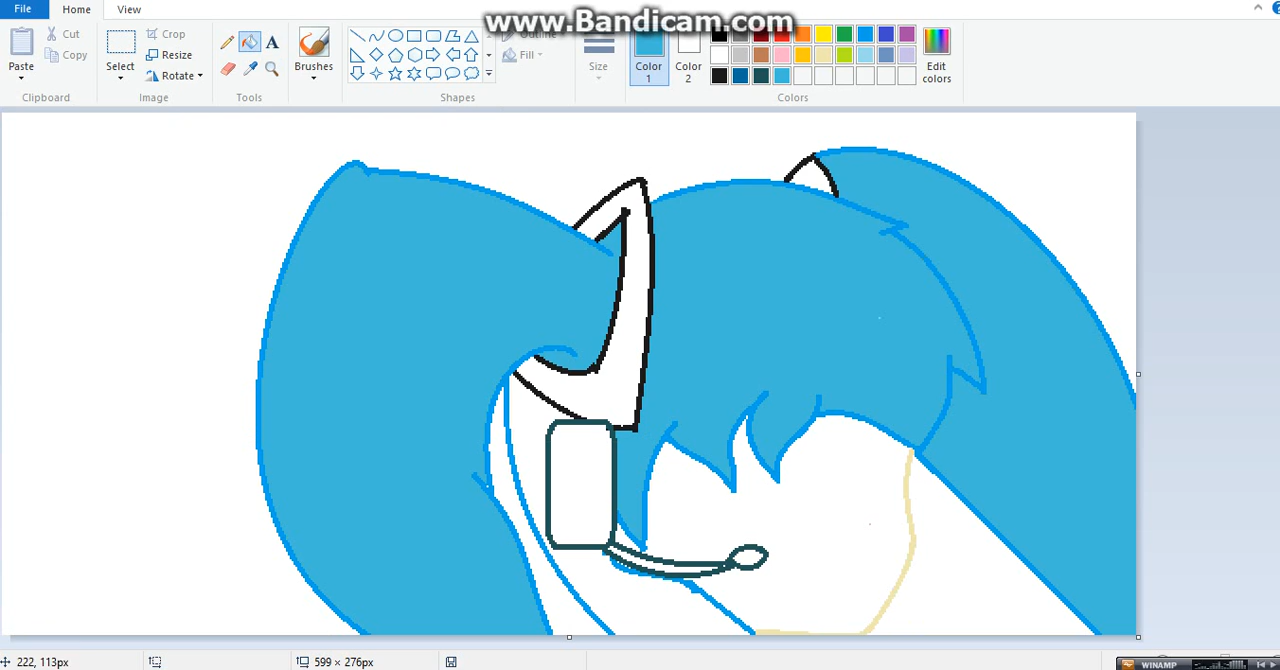 www.Bandicam.com
File Home View
Paste
Cut
Copy
Clipboard
Select
Crop
Resize
Rotate
Image
A
Tools
Brushes
Outline
Fill
Shapes
Size
Color 1
Color 2
Edit colors
Colors
222, 113px
599 × 276px
WINAMP